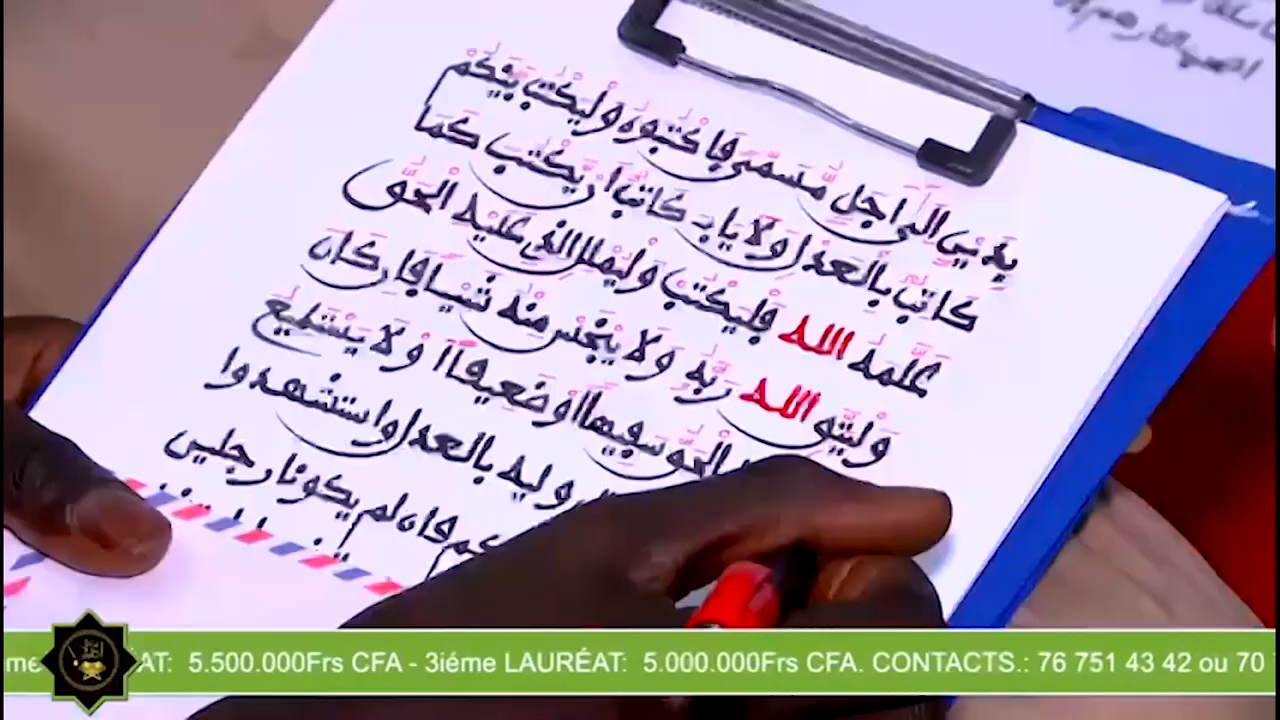 بدين الى اجل مسمى فاكتبوه وليكتب بينكم
كاتب بالعدل ولا ياب كاتب ان يكتب كما
علمه الله فليكتب وليملل الذي عليه الحق
وليتق الله ربه ولا يبخس منه شيا فان كان
الحق سفيها او ضعيفا او لا يستطيع
وليه بالعدل واستشهدوا
كم فان لم يكونا رجلين
ÉAT: 5.500.000Frs CFA - 3iéme LAURÉAT: 5.000.000Frs CFA. CONTACTS.: 76 751 43 42 ou 70